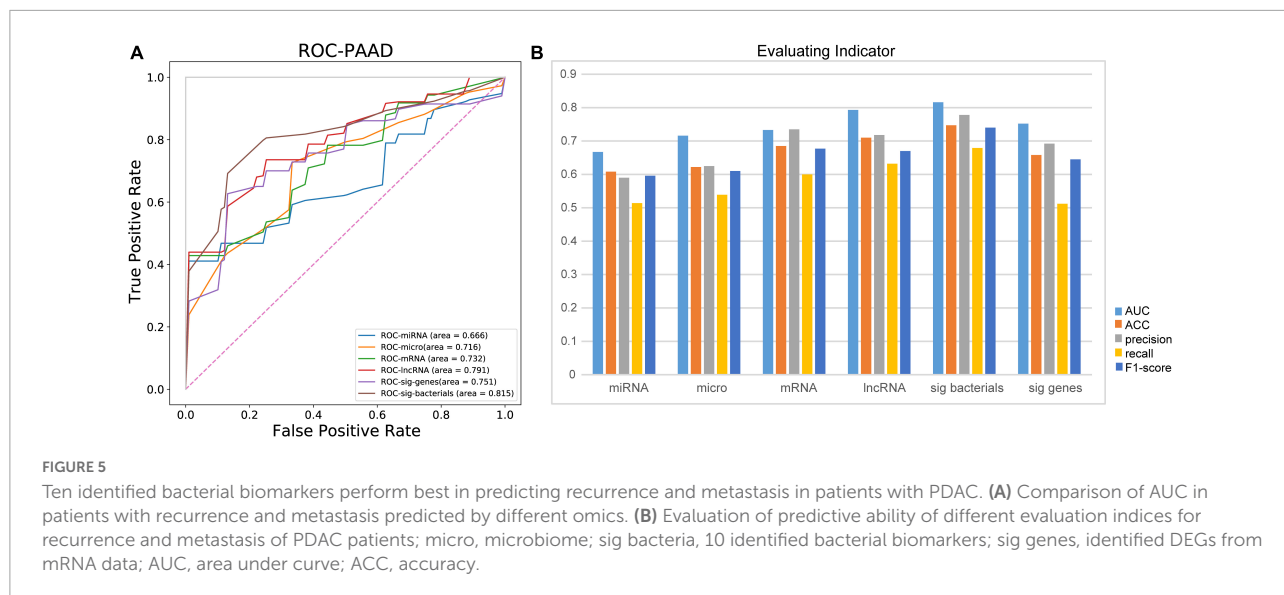 A
ROC-PAAD
True Positive Rate
1.0
0.8
0.6
0.4
0.2
0.0
0.0 0.2 0.4 0.6 0.8 1.0
False Positive Rate
ROC-miRNA (area = 0.666)
ROC-micro(area = 0.716)
ROC-mRNA (area = 0.732)
ROC-lncRNA (area = 0.791)
ROC-sig-genes(area = 0.751)
ROC-sig-bacterials (area = 0.815)
B
Evaluating Indicator
0.9
0.8
0.7
0.6
0.5
0.4
0.3
0.2
0.1
0
miRNA micro mRNA lncRNA sig bacterials sig genes
AUC
ACC
precision
recall
F1-score
FIGURE 5
Ten identified bacterial biomarkers perform best in predicting recurrence and metastasis in patients with PDAC. (A) Comparison of AUC in
patients with recurrence and metastasis predicted by different omics. (B) Evaluation of predictive ability of different evaluation indices for
recurrence and metastasis of PDAC patients; micro, microbiome; sig bacteria, 10 identified bacterial biomarkers; sig genes, identified DEGs from
mRNA data; AUC, area under curve; ACC, accuracy.